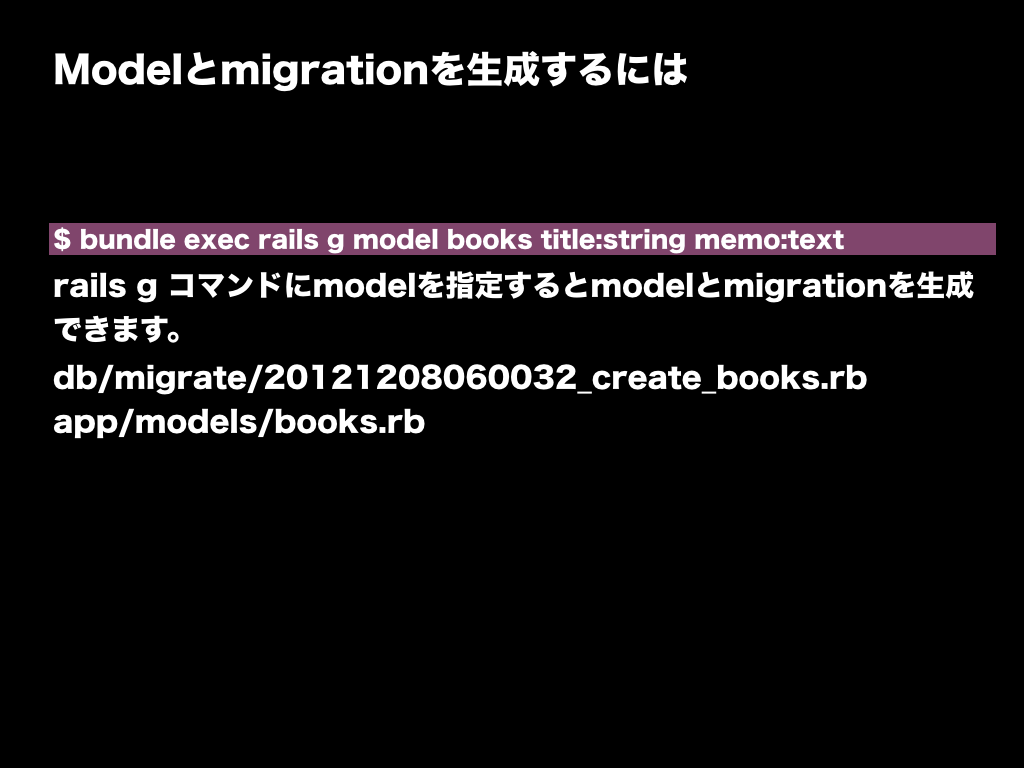 Modelとmigrationを生成するには
$ bundle exec rails g model books title:string memo:text
rails g コマンドにmodelを指定するとmodelとmigrationを生成
できます。
db/migrate/20121208060032_create_books.rb
app/models/books.rb